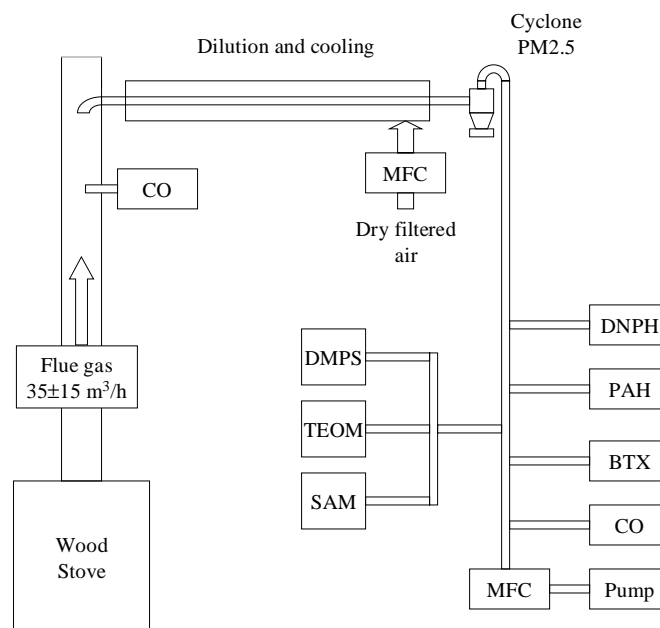 Cyclone
PM2.5
Dilution and cooling
CO
MFC
Dry filtered
air
Flue gas
35±15 m³/h
DMPS
TEOM
SAM
DNPH
PAH
BTX
CO
Wood
Stove
MFC
Pump